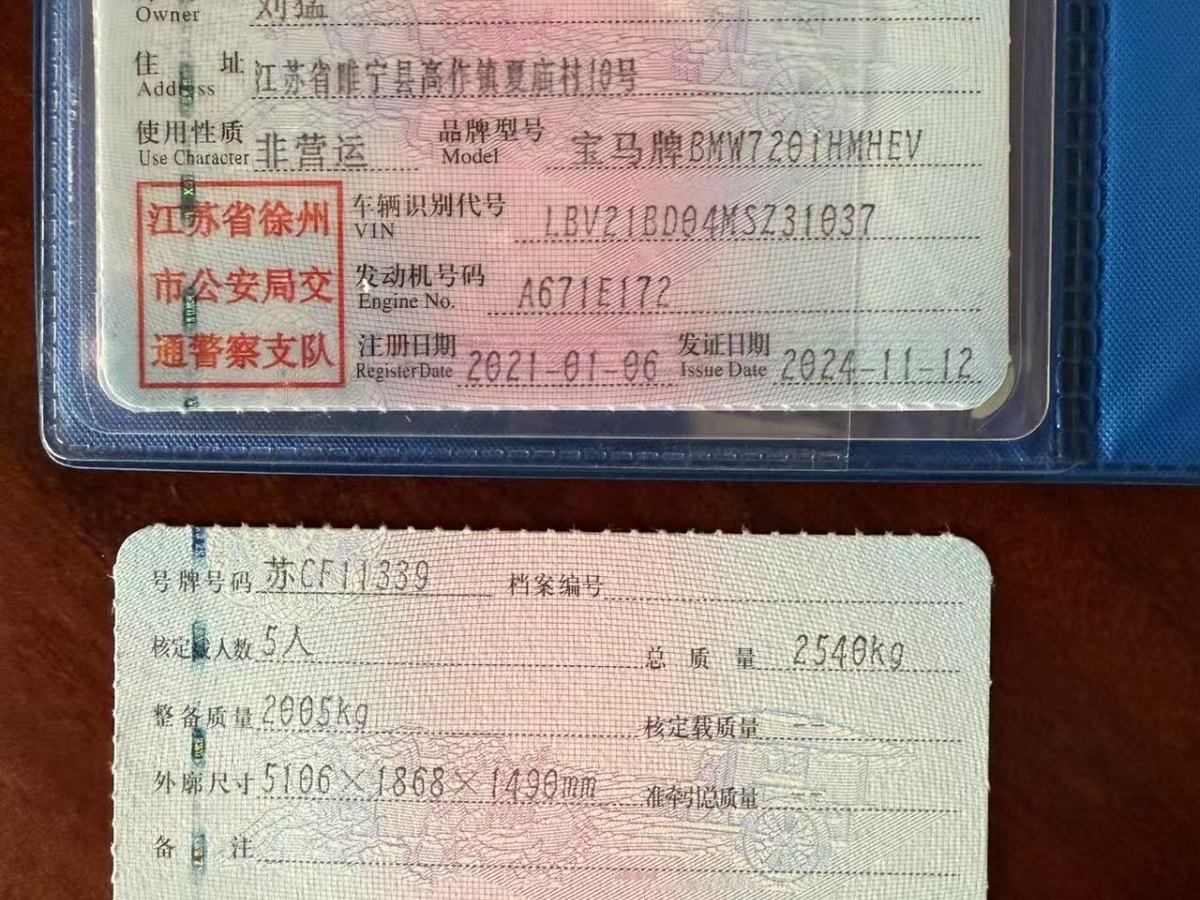 Owner 刘猛
住址 江苏省睢宁县高作镇夏庙村10号
Address
使用性质 非营运 品牌型号 宝马牌BMW7201HMHEV
Use Character Model
江苏省徐州 车辆识别代号 LBV21BD04MSZ31037
VIN
市公安局交 发动机号码 A671E172
Engine No.
通警察支队 注册日期 2021-01-06 发证日期 2024-11-12
Register Date Issue Date
号牌号码 苏CF11339 档案编号
核定载人数 5人 总质量 2540kg
整备质量 2005kg 核定载质量 --
外廓尺寸 5106×1868×1490mm 准牵引总质量 --
备注